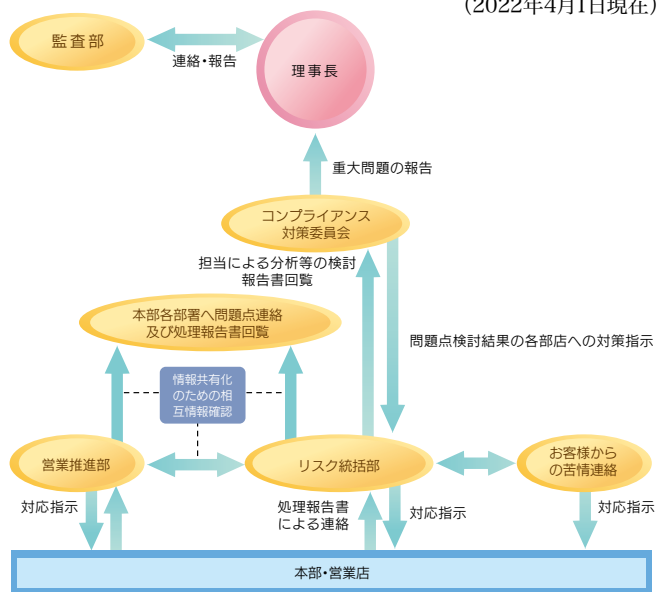 (2022年4月1日現在)
監査部
連絡・報告
理事長
重大問題の報告
コンプライアンス
対策委員会
担当による分析等の検討
報告書回覧
本部各部署へ問題点連絡
及び処理報告書回覧
問題点検討結果の各部店への対策指示
情報共有化
のための相
互情報確認
営業推進部
リスク統括部
お客様から
の苦情連絡
対応指示
処理報告書
による連絡
対応指示
対応指示
本部・営業店